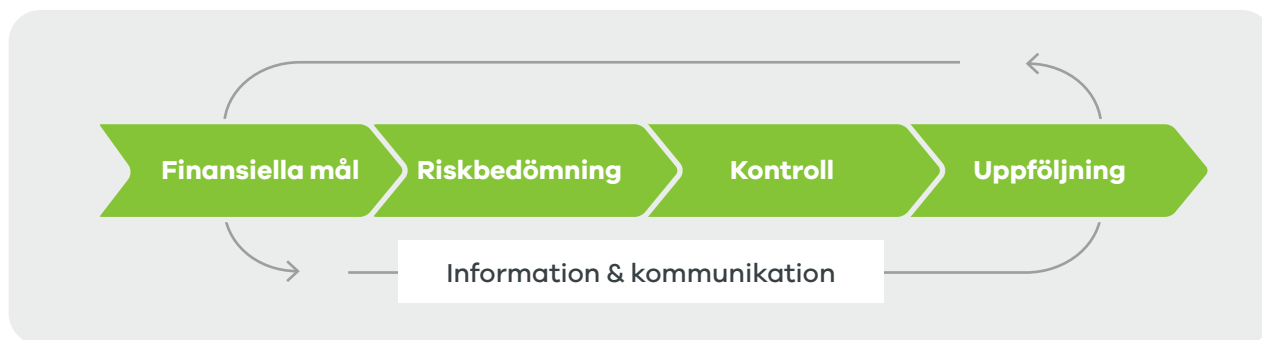 Finansiella mål
Riskbedömning
Kontroll
Uppföljning
Information & kommunikation